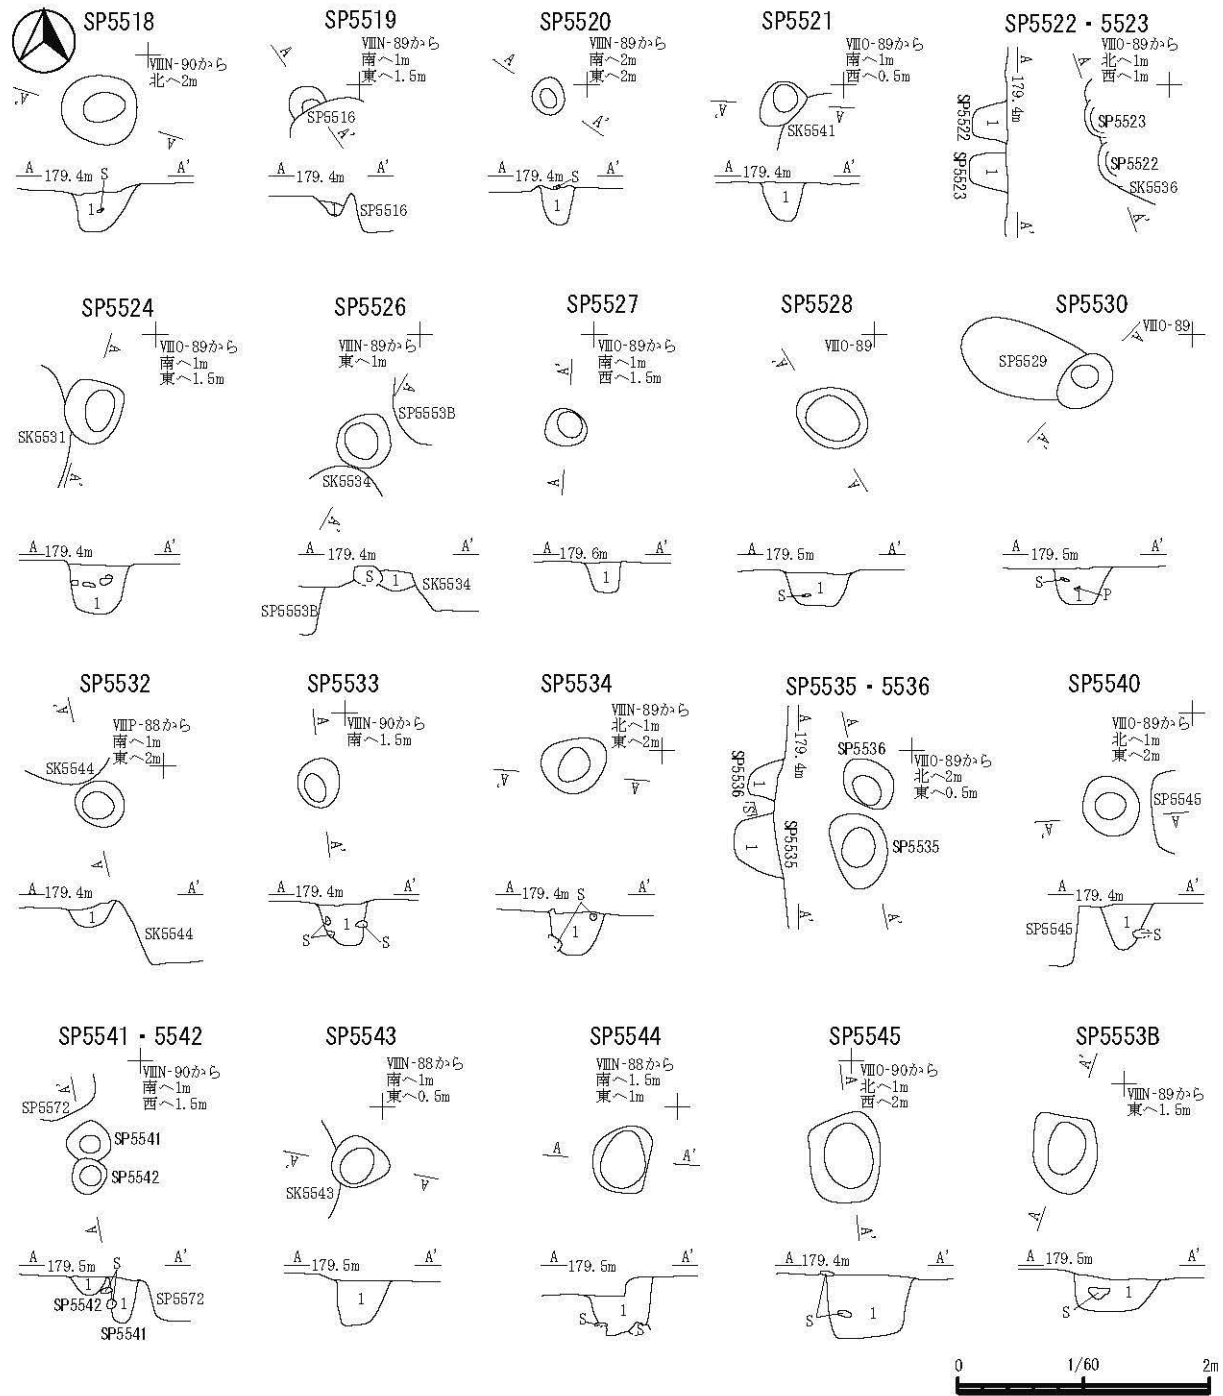 SP5518
ⅧN-90から
北へ2m
A'
A
A 179.4m S A'
1
SP5519
ⅧN-89から
南へ1m
東へ1.5m
A
SP5516
A'
A 179.4m A'
1
SP5516
SP5520
ⅧN-89から
南へ2m
東へ2m
A
A'
A 179.4m S A'
1
SP5521
ⅧO-89から
南へ1m
西へ0.5m
A'
A
SK5541
A 179.4m A'
1
SP5522・5523
ⅧO-89から
北へ1m
西へ1m
A
179.4m
SP5522
1
SP5523
1
A'
A
SP5523
SP5522
SK5536
A'
SP5524
ⅧO-89から
南へ1m
東へ1.5m
A
SK5531
A'
A 179.4m A'
1
SP5526
ⅧN-89から
東へ1m
A
SP5553B
SK5534
A'
A 179.4m A'
S
1
SK5534
SP5553B
SP5527
ⅧO-89から
南へ1m
西へ1.5m
A'
A
A 179.6m A'
1
SP5528
ⅧO-89
A'
A
A 179.5m A'
S
1
SP5530
ⅧO-89
A
SP5529
A'
A 179.5m A'
S
1
P
SP5532
ⅧP-88から
南へ1m
東へ2m
A'
SK5544
A
A 179.4m A'
1
SK5544
SP5533
ⅧN-90から
南へ1.5m
A
A'
A 179.4m A'
1
S
S
SP5534
ⅧN-89から
北へ1m
東へ2m
A'
A
A 179.4m S A'
1
SP5535・5536
ⅧO-89から
北へ2m
東へ0.5m
A
179.4m
SP5536
1
S
SP5535
1
A'
A
SP5536
SP5535
A'
SP5540
ⅧO-89から
北へ1m
東へ2m
SP5545
A'
A
A 179.4m A'
SP5545
1
S
SP5541・5542
ⅧN-90から
南へ1m
西へ1.5m
A'
SP5572
SP5541
SP5542
A
A 179.5m S A'
1
SP5542
1
SP5572
SP5541
SP5543
ⅧN-88から
南へ1m
東へ0.5m
A'
A
SK5543
A 179.5m A'
1
SP5544
ⅧN-88から
南へ1.5m
東へ1m
A
A'
A 179.5m A'
1
S
S
SP5545
ⅧO-90から
北へ1m
西へ2m
A
A'
A 179.4m A'
S
1
SP5553B
A'
ⅧN-89から
東へ1.5m
A
A 179.5m A'
1
S
0 1/60 2m